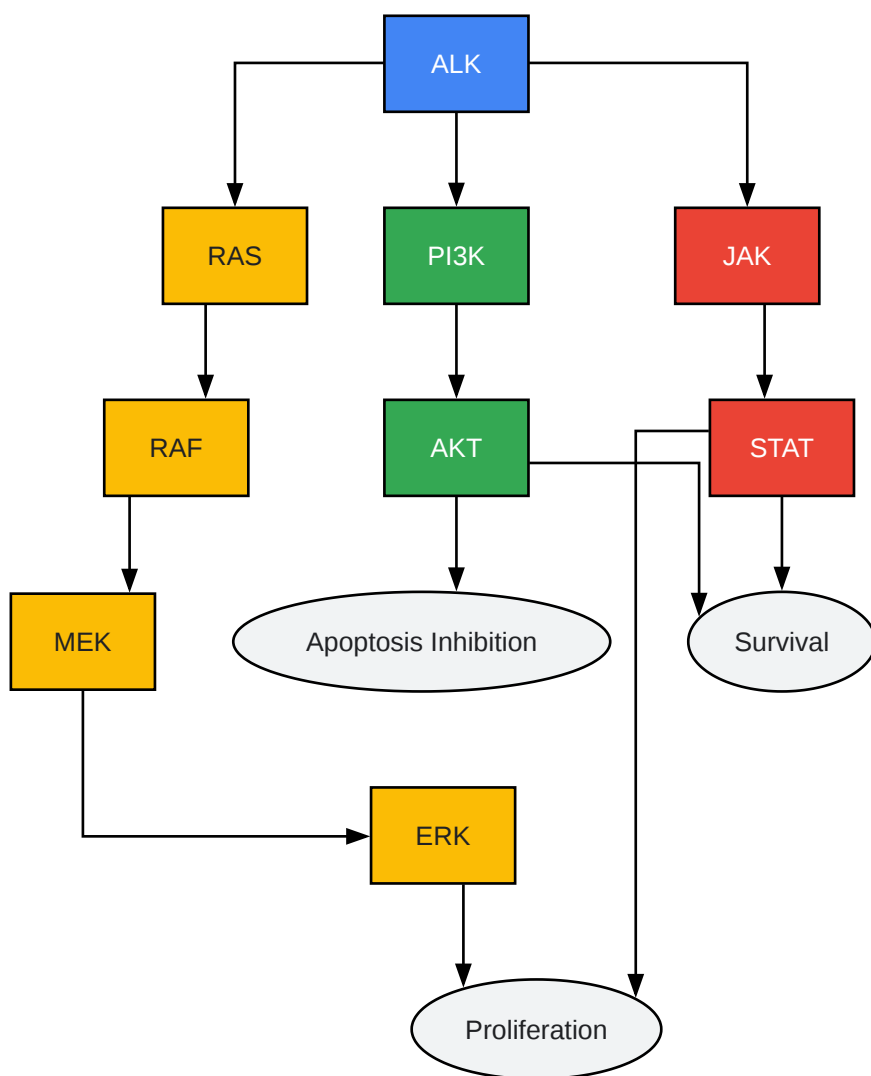 ALK
RAS
PI3K
JAK
RAF
AKT
STAT
MEK
Apoptosis Inhibition
Survival
ERK
Proliferation